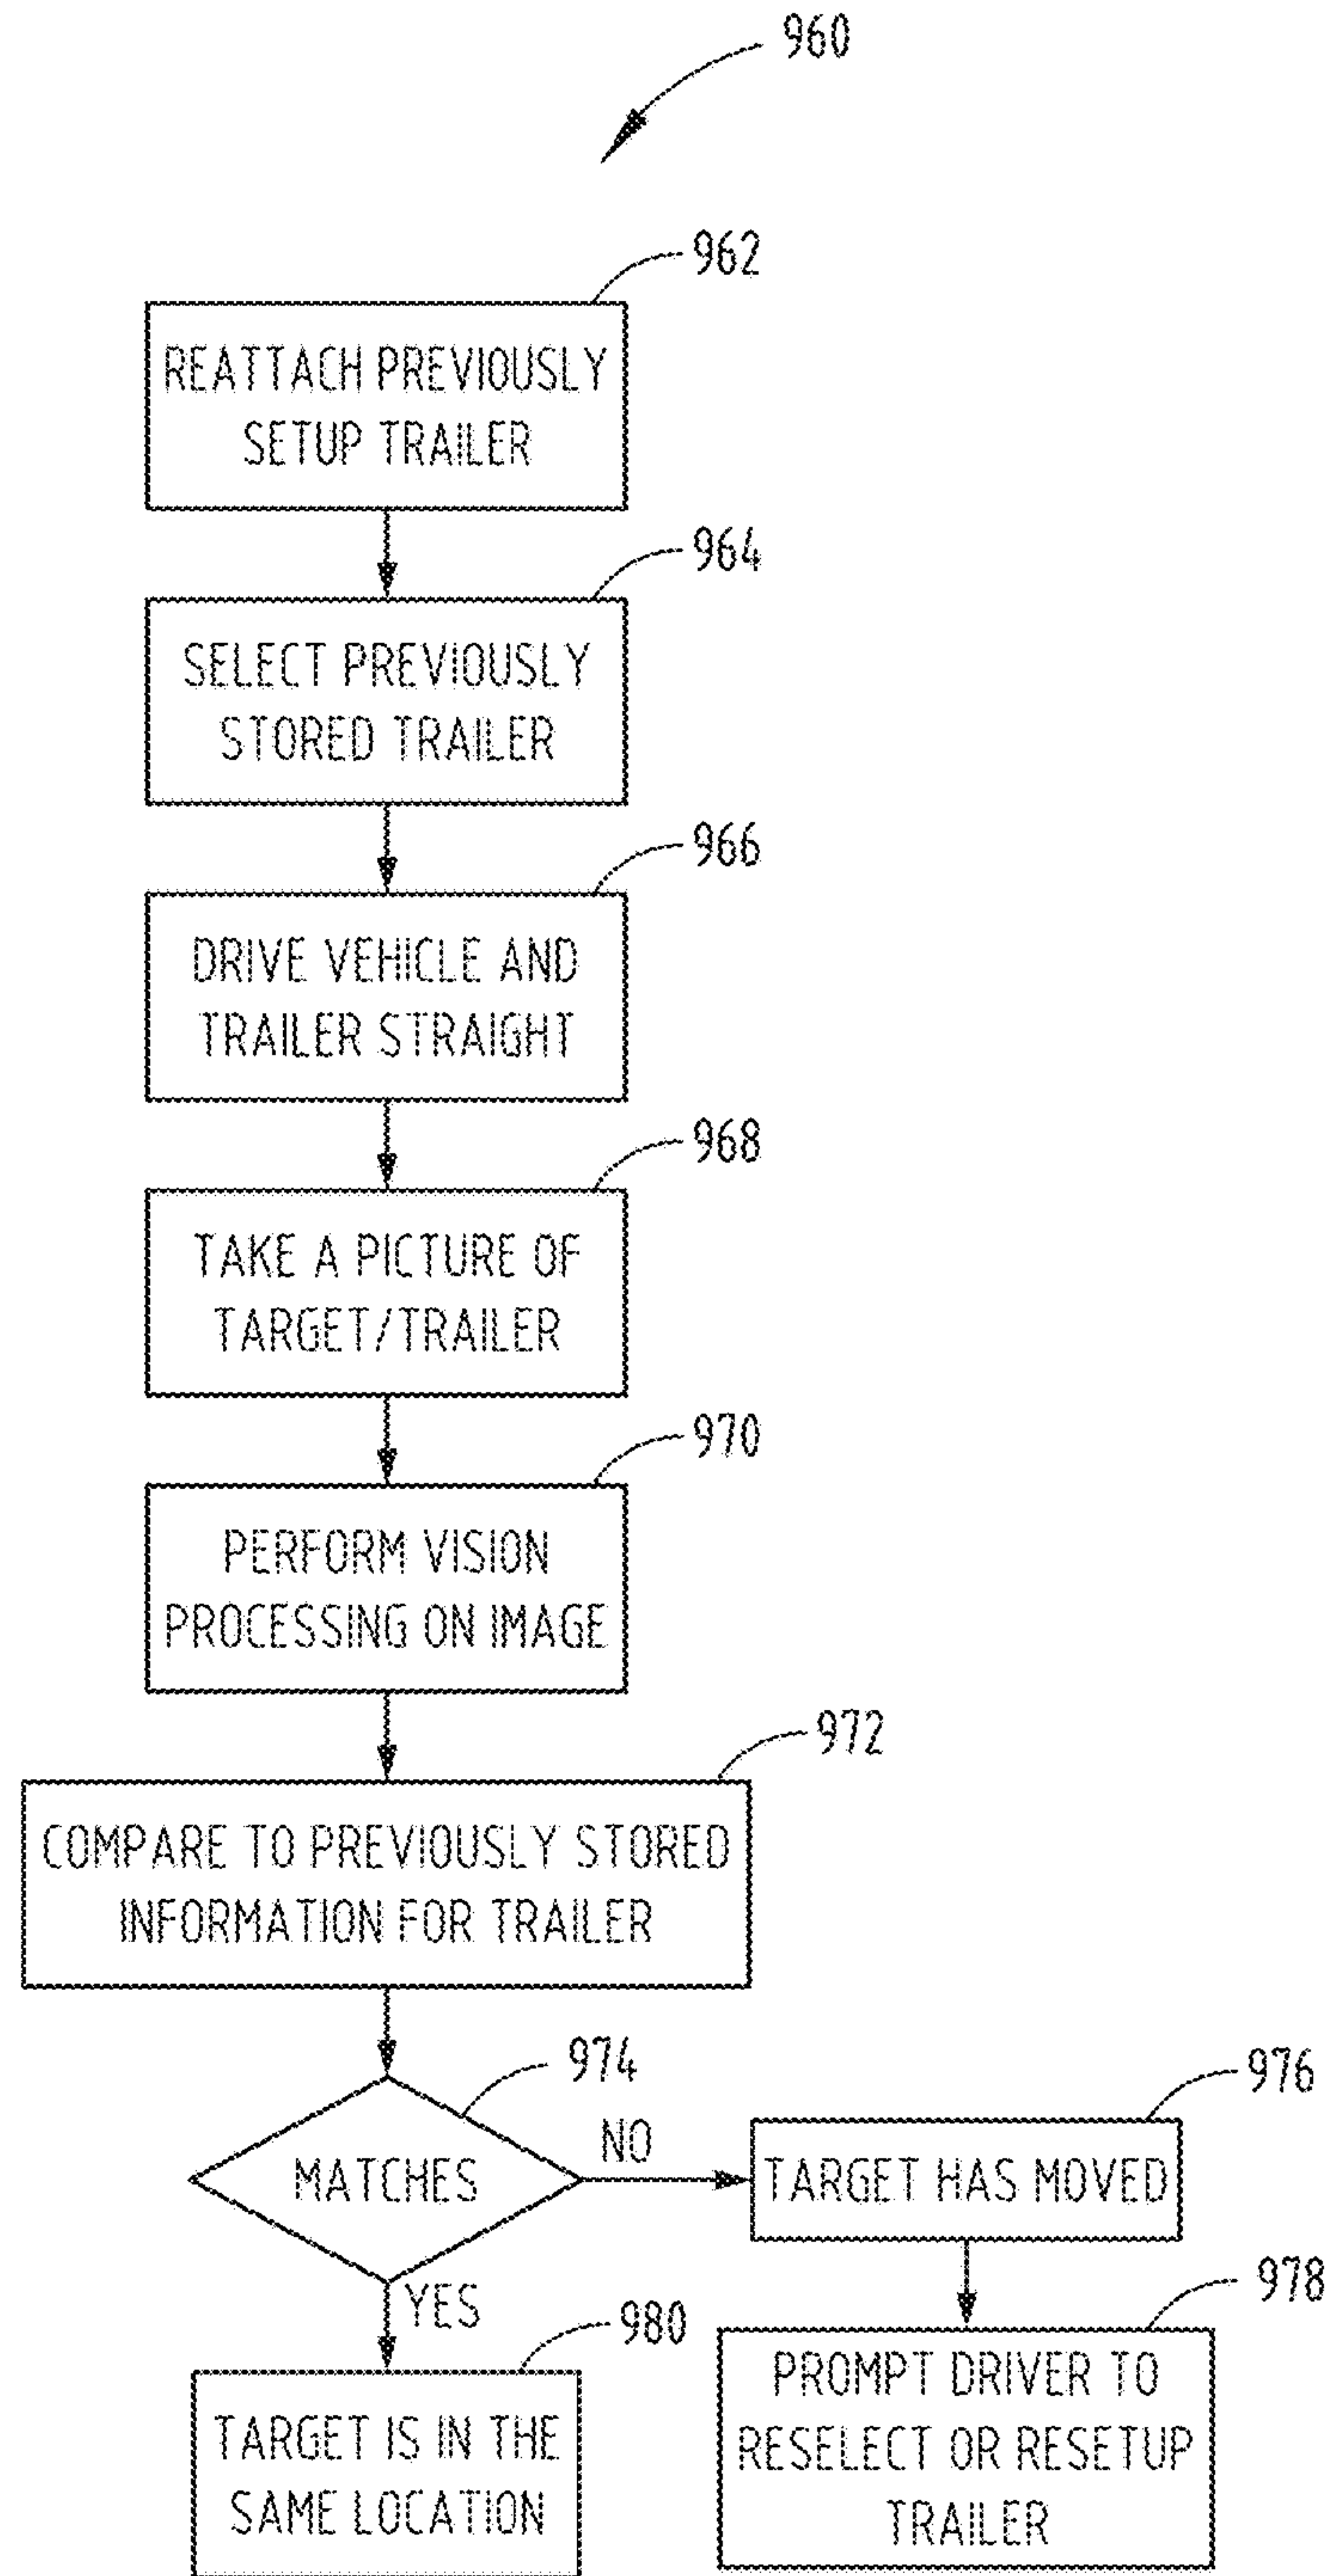 960
962
REATTACH PREVIOUSLY
SETUP TRAILER
964
SELECT PREVIOUSLY
STORED TRAILER
966
DRIVE VEHICLE AND
TRAILER STRAIGHT
968
TAKE A PICTURE OF
TARGET/TRAILER
970
PERFORM VISION
PROCESSING ON IMAGE
972
COMPARE TO PREVIOUSLY STORED
INFORMATION FOR TRAILER
974
MATCHES
NO
976
TARGET HAS MOVED
978
PROMPT DRIVER TO
RESELECT OR RESETUP
TRAILER
YES
980
TARGET IS IN THE
SAME LOCATION